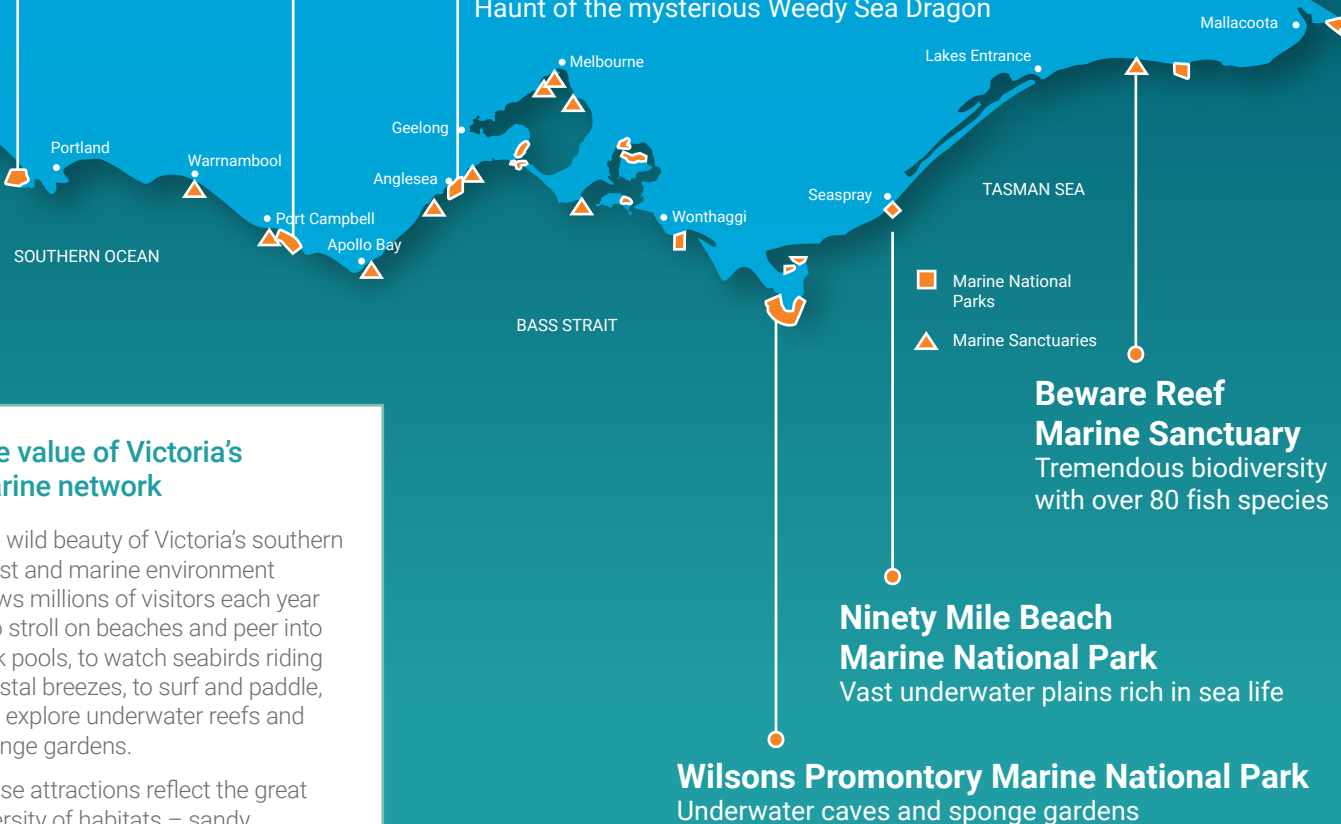 Haunt of the mysterious Weedy Sea Dragon
Mallacoota
Lakes Entrance
Melbourne
Geelong
Portland
Warrnambool
Anglesea
Seaspray
TASMAN SEA
Wonthaggi
Port Campbell
Apollo Bay
SOUTHERN OCEAN
BASS STRAIT
Marine National
Parks
Marine Sanctuaries
Beware Reef
Marine Sanctuary
Tremendous biodiversity
with over 80 fish species
Ninety Mile Beach
Marine National Park
Vast underwater plains rich in sea life
Wilsons Promontory Marine National Park
Underwater caves and sponge gardens
e value of Victoria's
arine network
wild beauty of Victoria's southern
st and marine environment
ws millions of visitors each year
o stroll on beaches and peer into
k pools, to watch seabirds riding
stal breezes, to surf and paddle,
explore underwater reefs and
nge gardens.
se attractions reflect the great
ersity of habitats – sandy